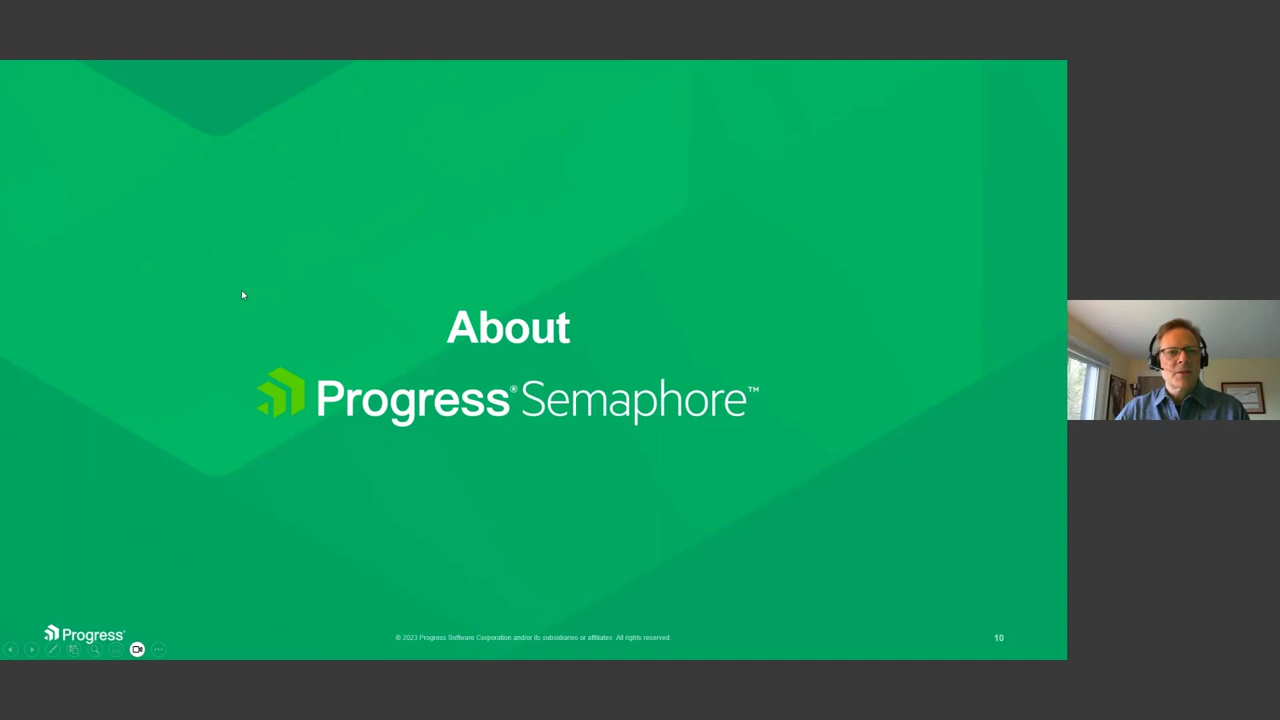 About
Progress® Semaphore™
Progress®
© 2023 Progress Software Corporation and/or its subsidiaries or affiliates. All rights reserved.
10